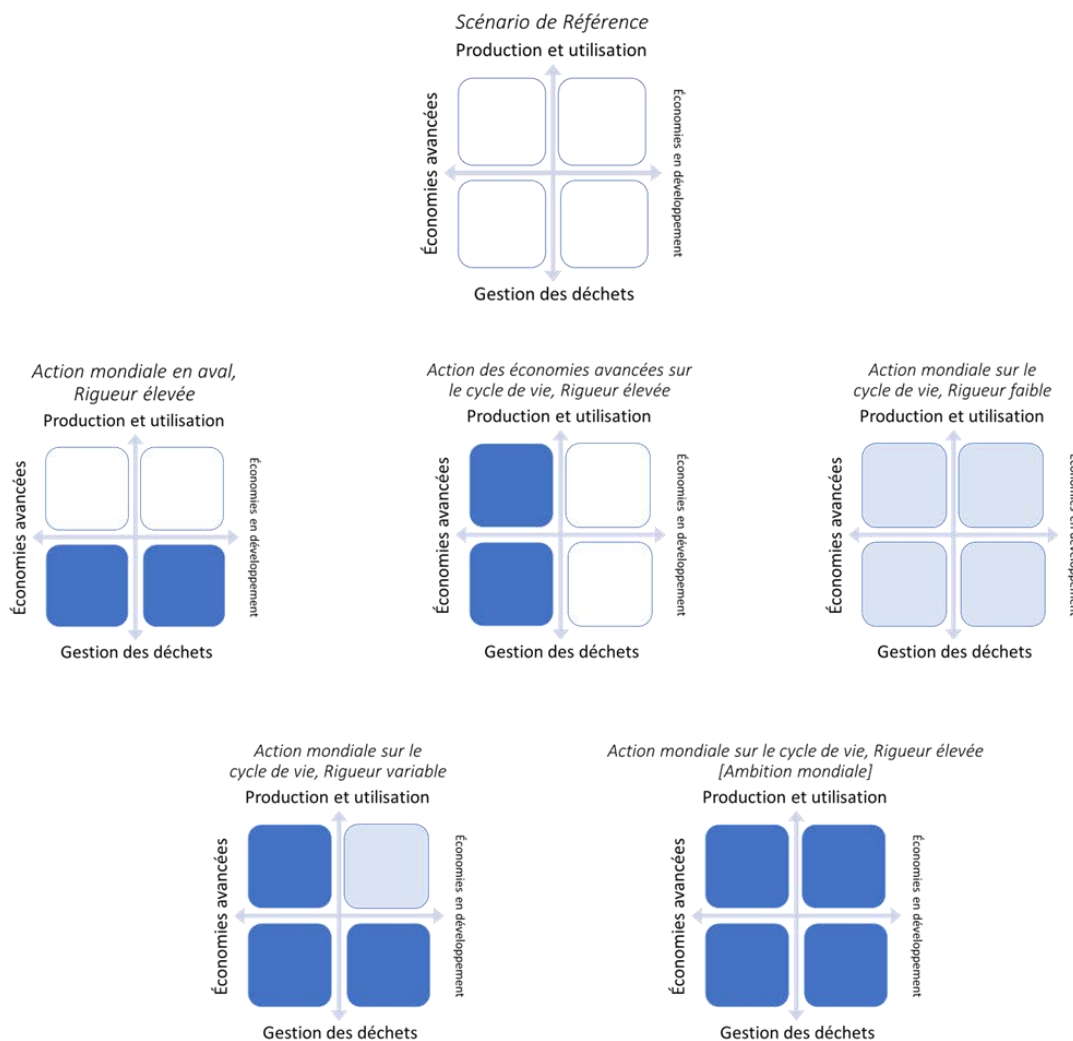 Scénario de Référence
Production et utilisation
Économies avancées
Économies en développement
Gestion des déchets
Action mondiale en aval,
Rigueur élevée
Production et utilisation
Économies avancées
Économies en développement
Gestion des déchets
Action des économies avancées sur
le cycle de vie, Rigueur élevée
Production et utilisation
Économies avancées
Économies en développement
Gestion des déchets
Action mondiale sur le
cycle de vie, Rigueur faible
Production et utilisation
Économies avancées
Économies en développement
Gestion des déchets
Action mondiale sur le
cycle de vie, Rigueur variable
Production et utilisation
Économies avancées
Économies en développement
Gestion des déchets
Action mondiale sur le cycle de vie, Rigueur élevée
[Ambition mondiale]
Production et utilisation
Économies avancées
Économies en développement
Gestion des déchets